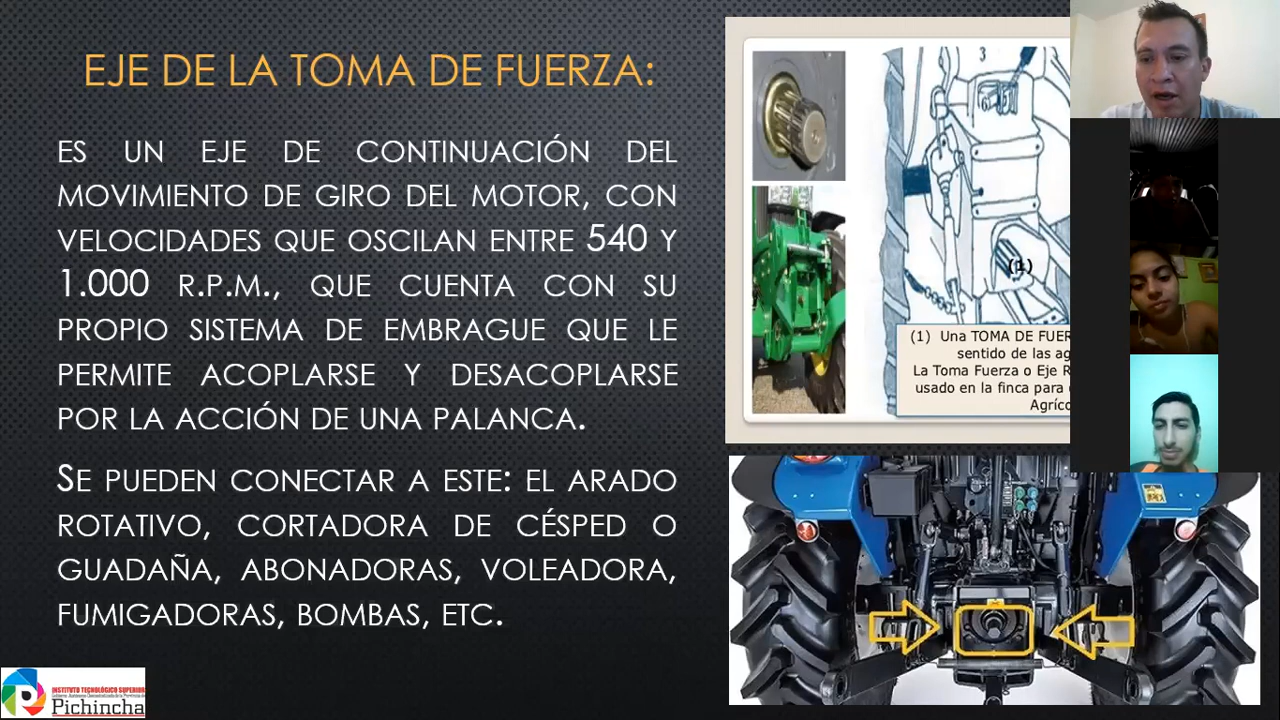 EJE DE LA TOMA DE FUERZA:
ES UN EJE DE CONTINUACIÓN DEL
MOVIMIENTO DE GIRO DEL MOTOR, CON
VELOCIDADES QUE OSCILAN ENTRE 540 Y
1.000 R.P.M., QUE CUENTA CON SU
PROPIO SISTEMA DE EMBRAGUE QUE LE
PERMITE ACOPLARSE Y DESACOPLARSE
POR LA ACCIÓN DE UNA PALANCA.
SE PUEDEN CONECTAR A ESTE: EL ARADO
ROTATIVO, CORTADORA DE CÉSPED O
GUADAÑA, ABONADORAS, VOLEADORA,
FUMIGADORAS, BOMBAS, ETC.
3
(1)
(1) Una TOMA DE FUER
sentido de las ag
La Toma Fuerza o Eje R
usado en la finca para
Agríco
INSTITUTO TECNOLÓGICO SUPERIOR
Pichincha